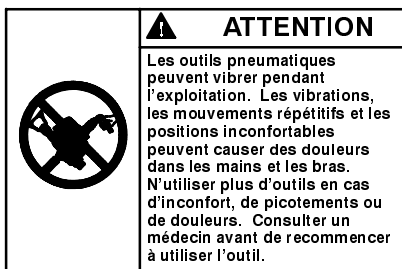 ATTENTION
Les outils pneumatiques
peuvent vibrer pendant
l'exploitation. Les vibrations,
les mouvements répétitifs et les
positions inconfortables
peuvent causer des douleurs
dans les mains et les bras.
N'utiliser plus d'outils en cas
d'inconfort, de picotements ou
de douleurs. Consulter un
médecin avant de recommencer
à utiliser l'outil.